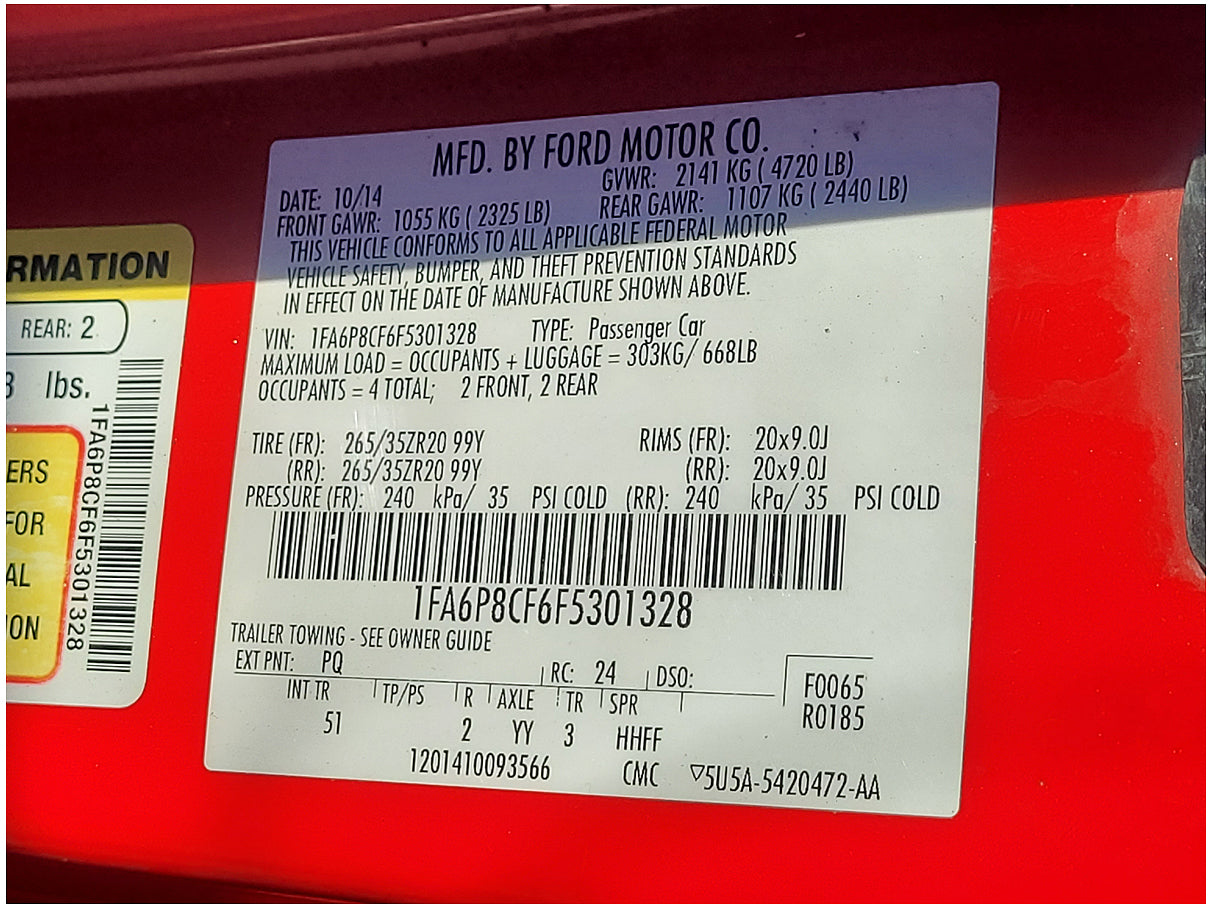 MFD. BY FORD MOTOR CO.
DATE: 10/14
GVWR: 2141 KG ( 4720 LB)
FRONT GAWR: 1055 KG ( 2325 LB)
REAR GAWR: 1107 KG ( 2440 LB)
THIS VEHICLE CONFORMS TO ALL APPLICABLE FEDERAL MOTOR
VEHICLE SAFETY, BUMPER, AND THEFT PREVENTION STANDARDS
IN EFFECT ON THE DATE OF MANUFACTURE SHOWN ABOVE.
VIN: 1FA6P8CF6F5301328 TYPE: Passenger Car
MAXIMUM LOAD = OCCUPANTS + LUGGAGE = 303KG/ 668LB
OCCUPANTS = 4 TOTAL; 2 FRONT, 2 REAR
TIRE (FR): 265/35ZR20 99Y RIMS (FR): 20x9.0J
(RR): 265/35ZR20 99Y (RR): 20x9.0J
PRESSURE (FR): 240 kPa/ 35 PSI COLD (RR): 240 kPa/ 35 PSI COLD
1FA6P8CF6F5301328
TRAILER TOWING - SEE OWNER GUIDE
EXT PNT: PQ RC: 24 DSO:
INT TR TP/PS R AXLE TR SPR
51 2 YY 3 HHFF
F0065
R0185
1201410093566 CMC ▽5U5A-5420472-AA
RMATION
REAR: 2
lbs.
1FA6P8CF6F5301328
ERS
FOR
AL
ION